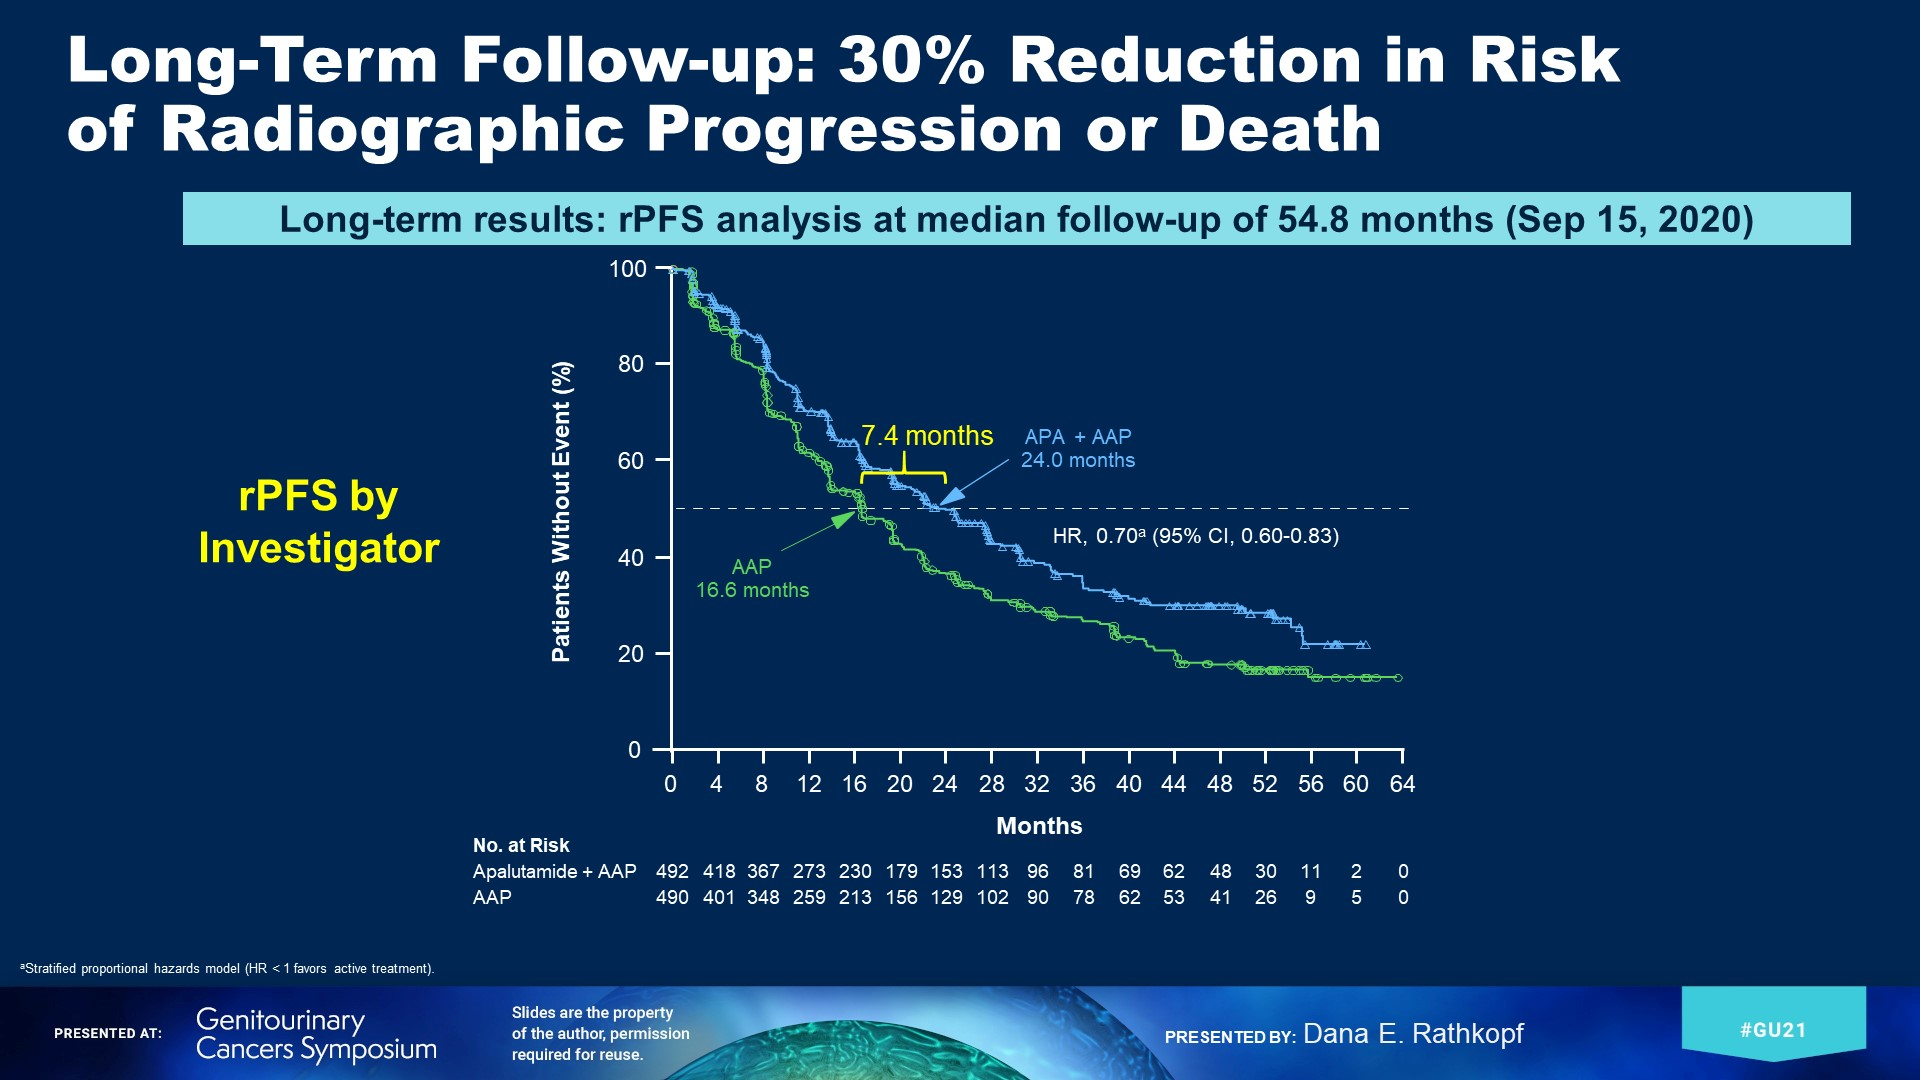 Long-Term Follow-up: 30% Reduction in Risk
of Radiographic Progression or Death
Long-term results: rPFS analysis at median follow-up of 54.8 months (Sep 15, 2020)
rPFS by
Investigator
Patients Without Event (%)
100
80
60
40
20
0
7.4 months
APA + AAP
24.0 months
HR, 0.70ᵃ (95% CI, 0.60-0.83)
AAP
16.6 months
0 4 8 12 16 20 24 28 32 36 40 44 48 52 56 60 64
Months
No. at Risk
Apalutamide + AAP 492 418 367 273 230 179 153 113 96 81 69 62 48 30 11 2 0
AAP 490 401 348 259 213 156 129 102 90 78 62 53 41 26 9 5 0
ᵃStratified proportional hazards model (HR < 1 favors active treatment).
PRESENTED AT:
Genitourinary
Cancers Symposium
Slides are the property
of the author, permission
required for reuse.
PRESENTED BY: Dana E. Rathkopf
#GU21